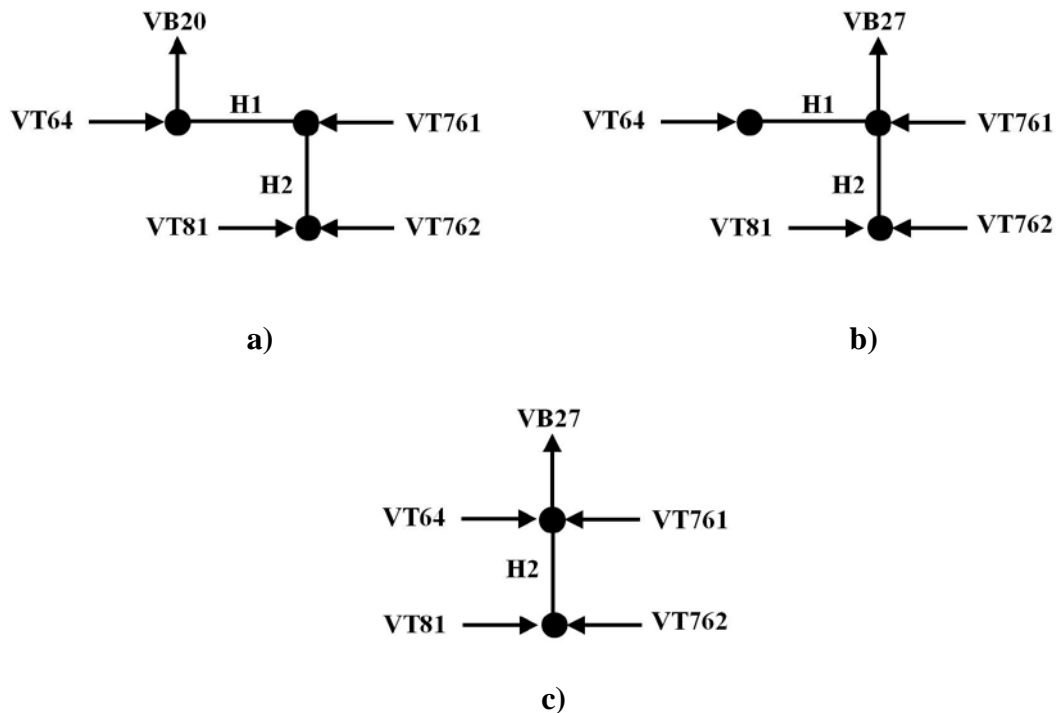 VB20
VT64 H1 VT761
H2
VT81 VT762
a)
VB27
VT64 H1 VT761
H2
VT81 VT762
b)
VB27
VT64 VT761
H2
VT81 VT762
c)